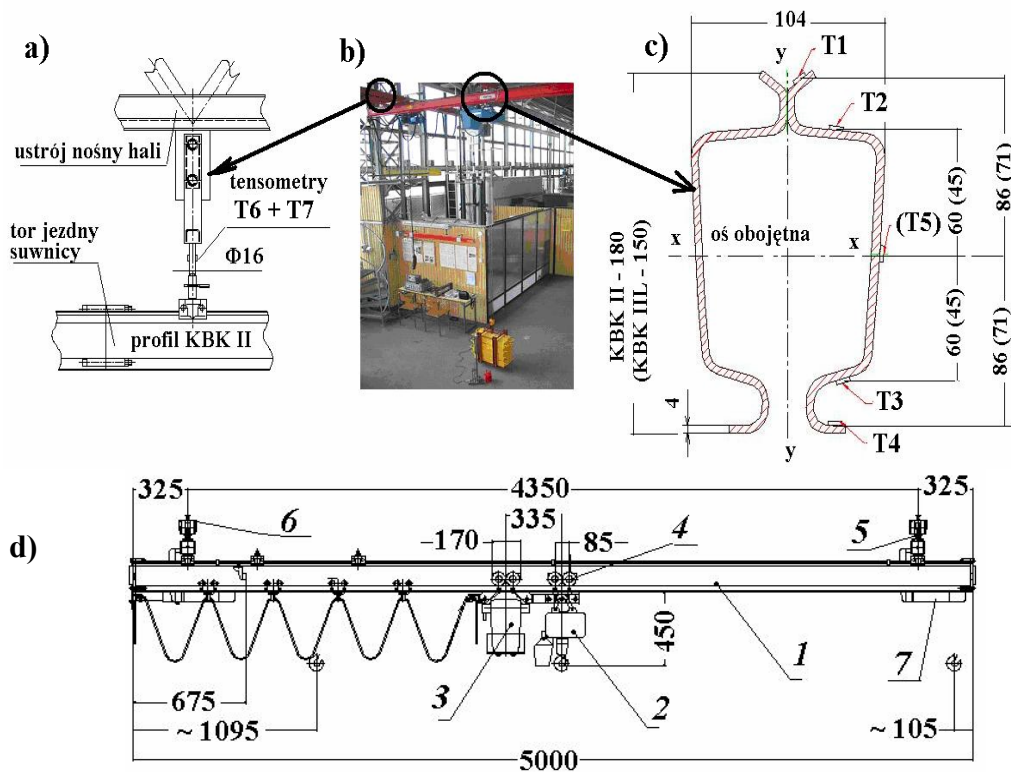 a)
ustrój nośny hali
tensometry
T6 + T7
tor jezdny
suwnicy
Φ16
profil KBK II
b)
c)
104
y
T1
T2
(T5)
x
oś obojętna
x
KBK II - 180
(KBK IIL - 150)
60 (45)
60 (45)
86 (71)
86 (71)
4
T3
T4
y
d)
325
4350
325
6
335
4
5
170
85
450
3
2
1
7
675
~ 1095
~ 105
5000